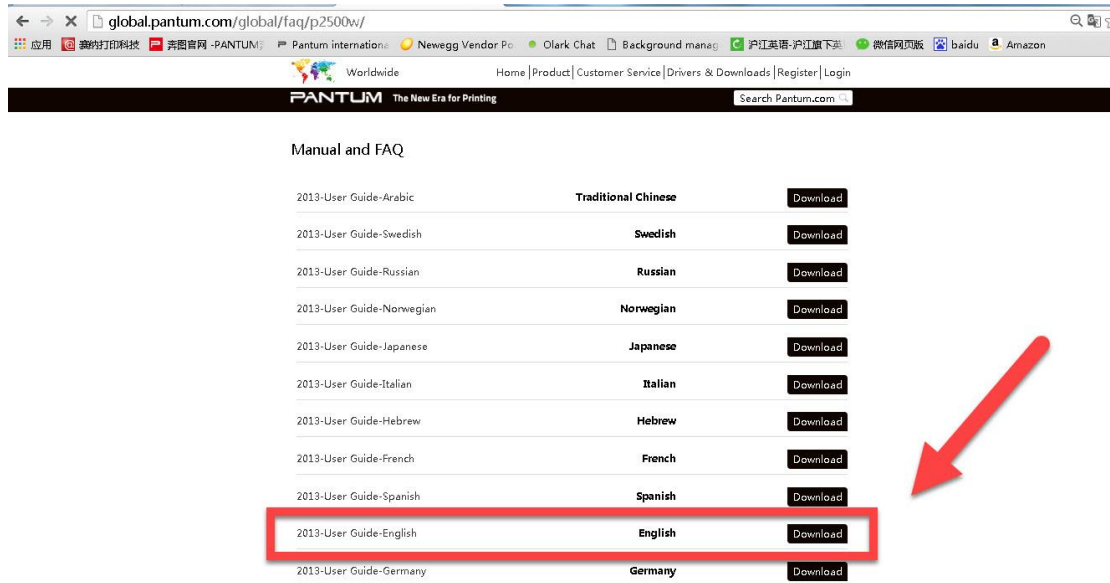 global.pantum.com/global/faq/p2500w/
应用 赛纳打印科技 奔图官网 -PANTUM Pantum internationa Newegg Vendor Po Olark Chat Background manag 沪江英语-沪江旗下英 微信网页版 baidu Amazon
Worldwide Home | Product | Customer Service | Drivers & Downloads | Register | Login
PANTUM The New Era for Printing Search Pantum.com
Manual and FAQ
2013-User Guide-Arabic Traditional Chinese Download
2013-User Guide-Swedish Swedish Download
2013-User Guide-Russian Russian Download
2013-User Guide-Norwegian Norwegian Download
2013-User Guide-Japanese Japanese Download
2013-User Guide-Italian Italian Download
2013-User Guide-Hebrew Hebrew Download
2013-User Guide-French French Download
2013-User Guide-Spanish Spanish Download
2013-User Guide-English English Download
2013-User Guide-Germany Germany Download